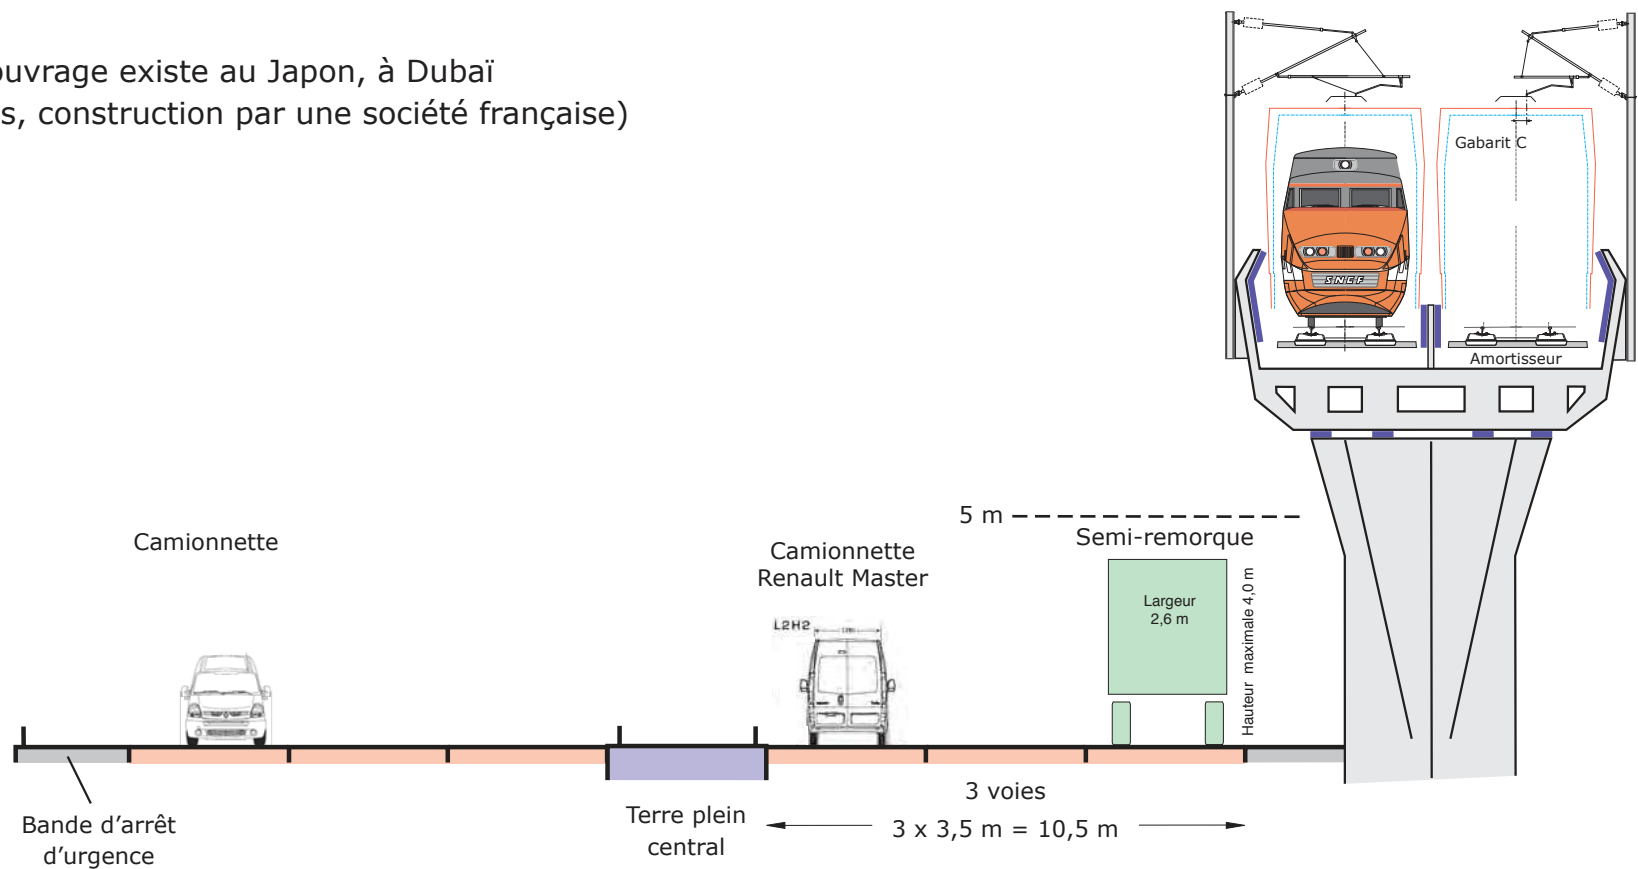 ouvrage existe au Japon, à Dubaï
s, construction par une société française)
Gabarit C
SNCF
Amortisseur
5 m
Semi-remorque
Camionnette
Camionnette
Renault Master
L2H2
Largeur
2,6 m
Hauteur maximale 4,0 m
3 voies
3 x 3,5 m = 10,5 m
Terre plein
central
Bande d’arrêt
d’urgence